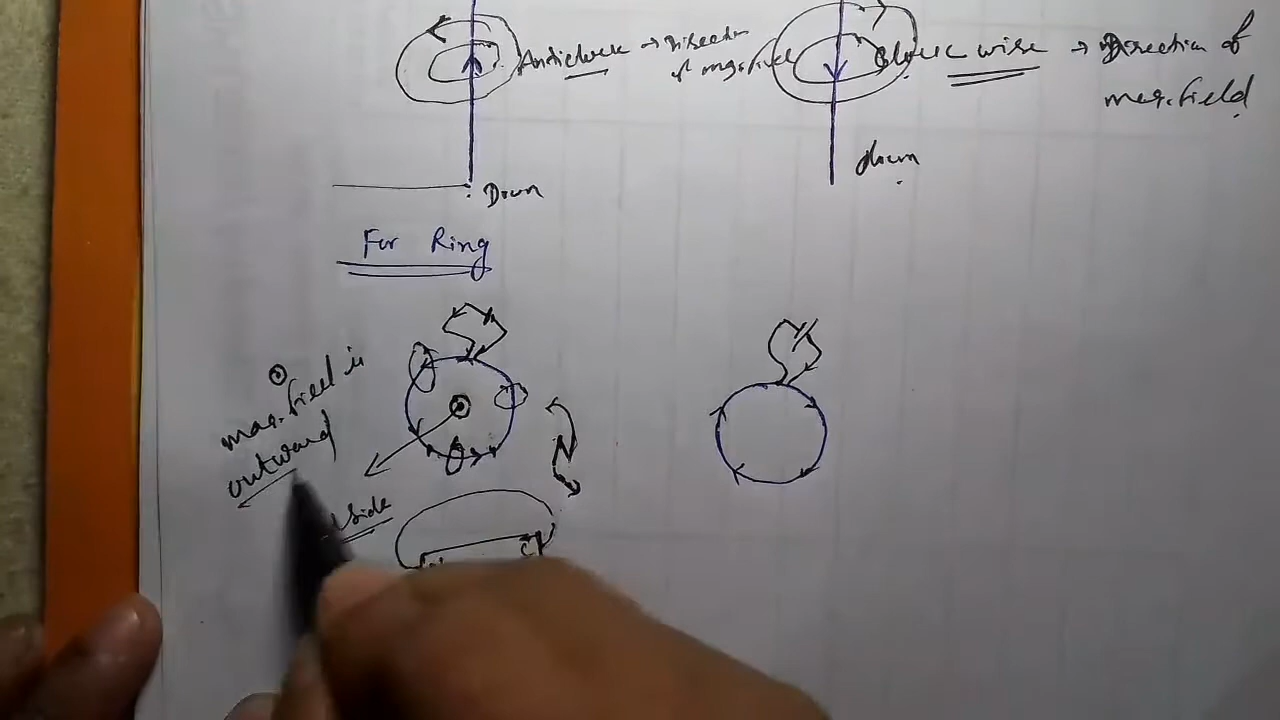 Anticlock → Direction
of mag.field
Clock wise → Direction of
mag. field
Down
down
For Ring
mag. field is
outward
side